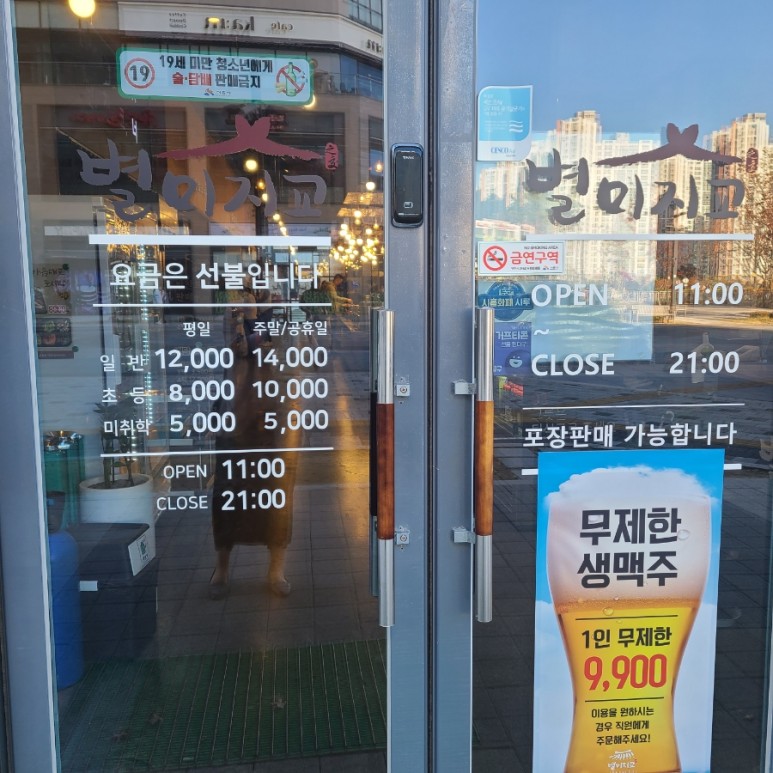 19세 미만 청소년에게
술·담배 판매금지
19
별미지교
요금은 선불입니다
평일 주말/공휴일
일 반 12,000 14,000
초 등 8,000 10,000
미취학 5,000 5,000
OPEN 11:00
CLOSE 21:00
CESCO
별미지교
금연구역
OPEN 11:00
~
CLOSE 21:00
포장판매 가능합니다
무제한
생맥주
1인 무제한
9,900
이용을 원하시는
경우 직원에게
주문해주세요!
별미지교